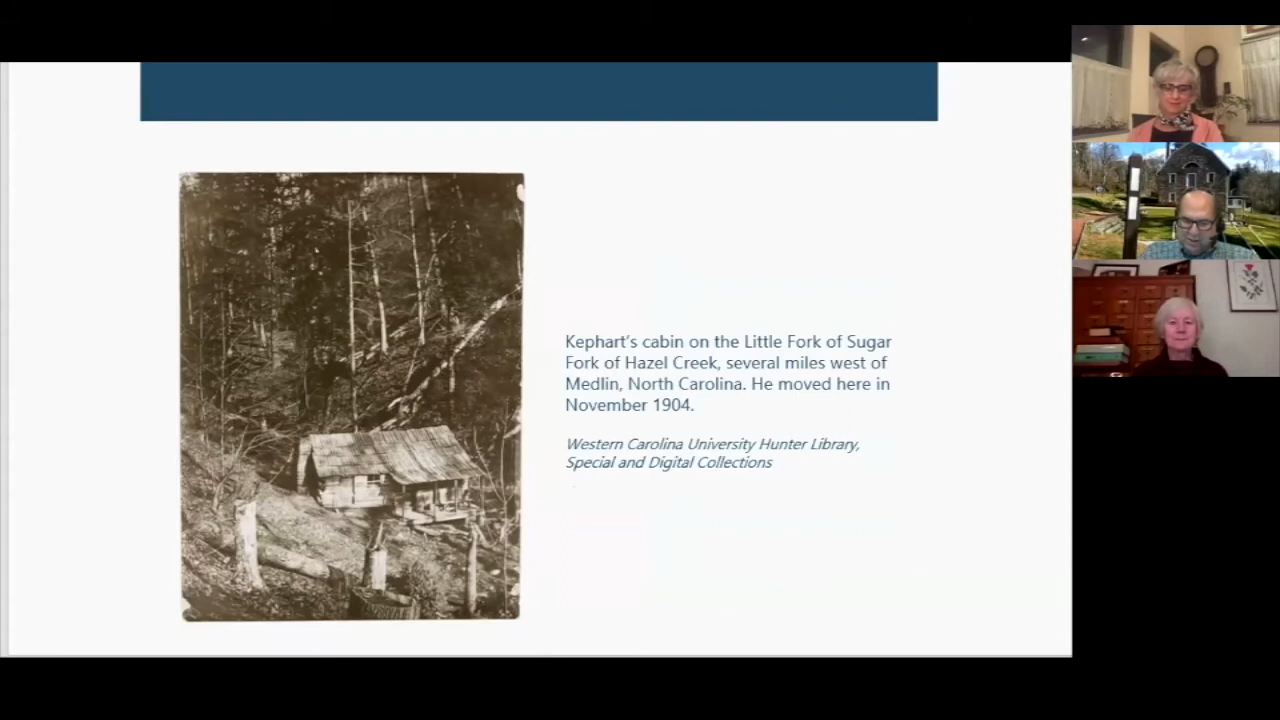 Kephart's cabin on the Little Fork of Sugar
Fork of Hazel Creek, several miles west of
Medlin, North Carolina. He moved here in
November 1904.
Western Carolina University Hunter Library,
Special and Digital Collections